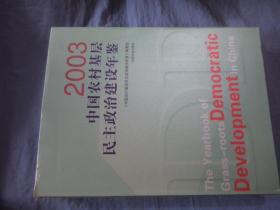 2003
中国农村基层
民主政治建设年鉴
The Yearbook of
Grass-roots Democratic
Development in China